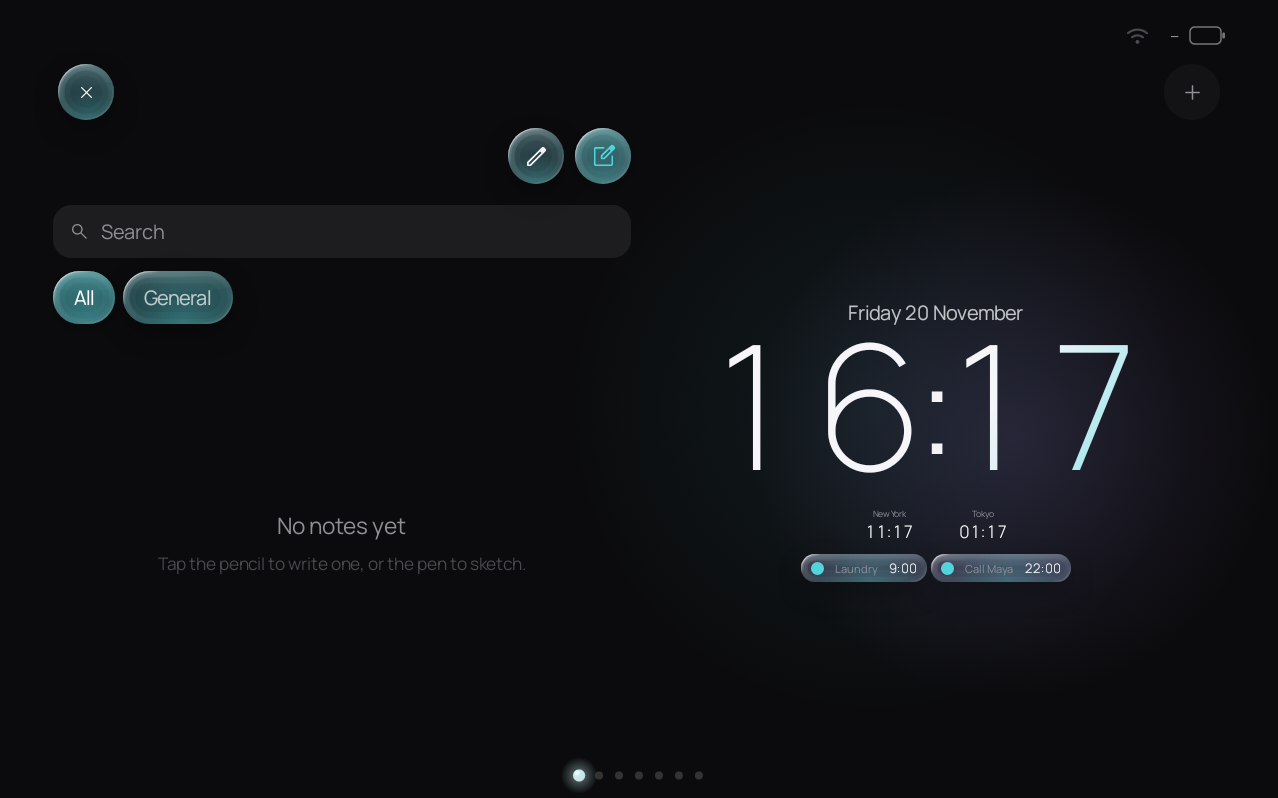 Search
All General
No notes yet
Tap the pencil to write one, or the pen to sketch.
Friday 20 November
16:17
New York Tokyo
11:17 01:17
Laundry 9:00 Call Maya 22:00